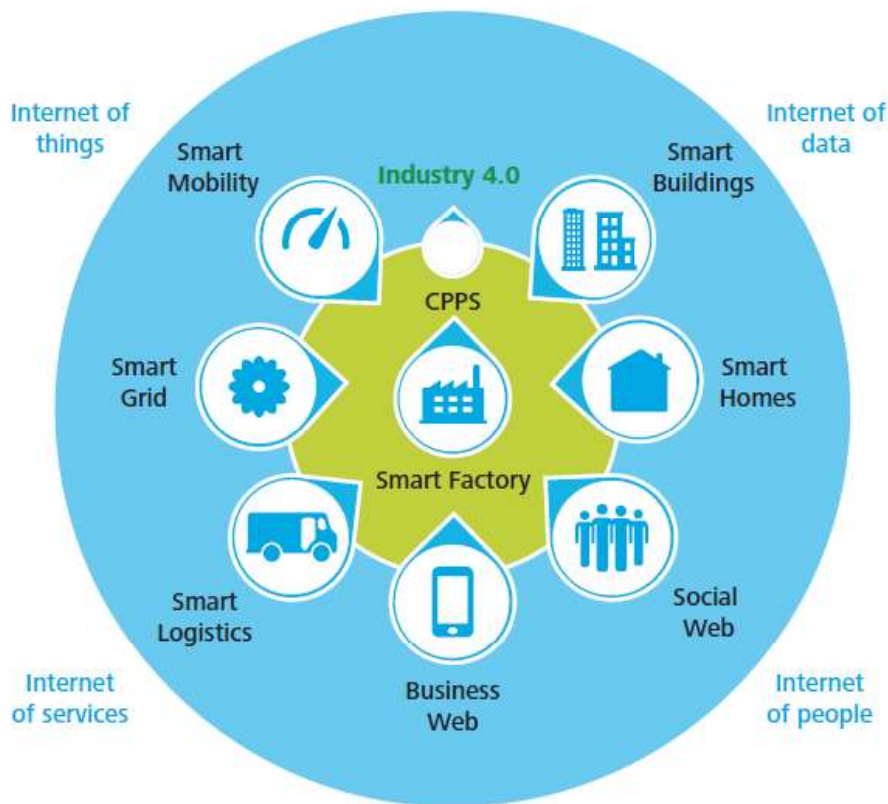 Internet of
things
Internet of
data
Smart
Mobility
Industry 4.0
Smart
Buildings
CPPS
Smart
Grid
Smart
Homes
Smart Factory
Smart
Logistics
Social
Web
Business
Web
Internet
of services
Internet
of people